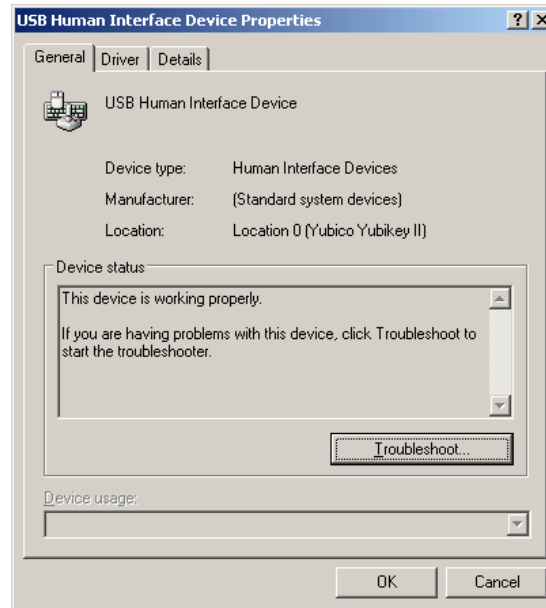 USB Human Interface Device Properties
General Driver Details
USB Human Interface Device
Device type: Human Interface Devices
Manufacturer: (Standard system devices)
Location: Location 0 (Yubico Yubikey II)
Device status
This device is working properly.
If you are having problems with this device, click Troubleshoot to
start the troubleshooter.
Troubleshoot...
Device usage:
OK Cancel